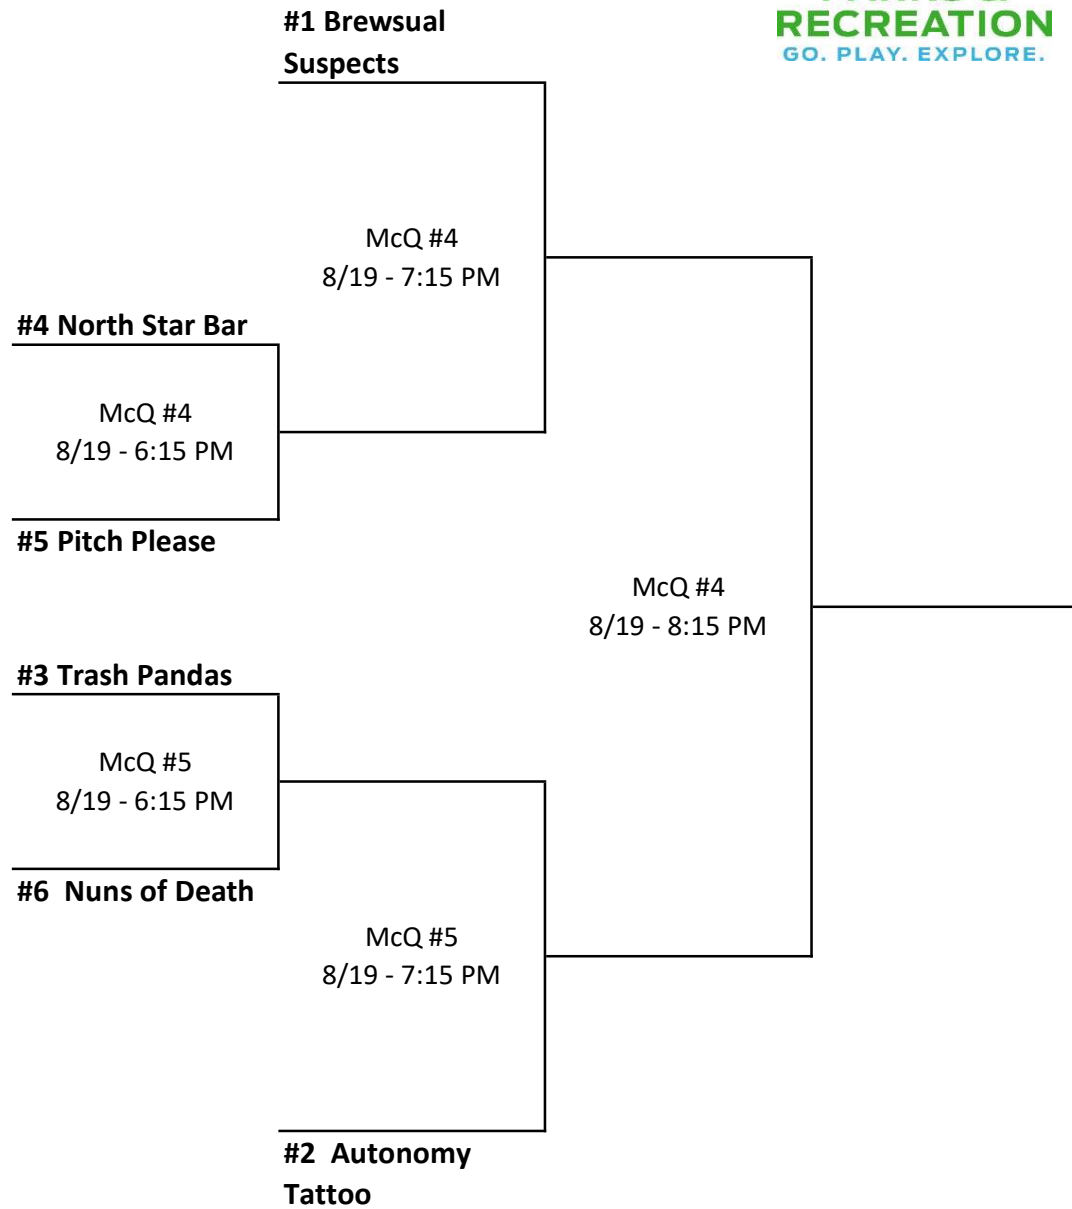 #1 Brewsual
Suspects
RECREATION
GO. PLAY. EXPLORE.
McQ #4
8/19 - 7:15 PM
#4 North Star Bar
McQ #4
8/19 - 6:15 PM
#5 Pitch Please
McQ #4
8/19 - 8:15 PM
#3 Trash Pandas
McQ #5
8/19 - 6:15 PM
#6  Nuns of Death
McQ #5
8/19 - 7:15 PM
#2  Autonomy
Tattoo